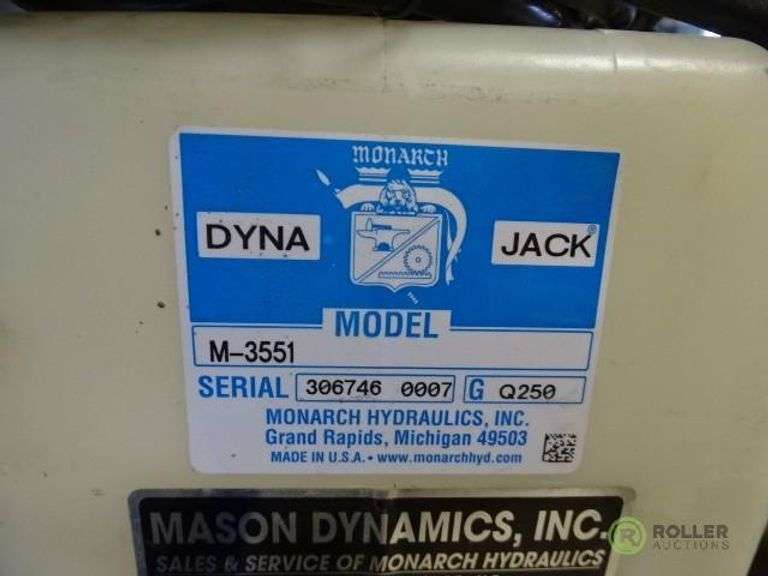 MONARCH
DYNA JACK®
MODEL
M-3551
SERIAL 306746 0007 G Q250
MONARCH HYDRAULICS, INC.
Grand Rapids, Michigan 49503
MADE IN U.S.A. • www.monarchhyd.com
MASON DYNAMICS, INC.
SALES & SERVICE OF MONARCH HYDRAULICS
R ROLLER
AUCTIONS